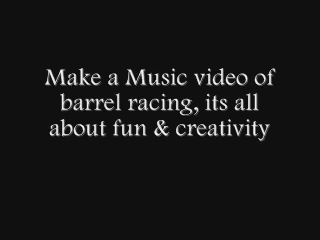 Make a Music video of
barrel racing, its all
about fun & creativity